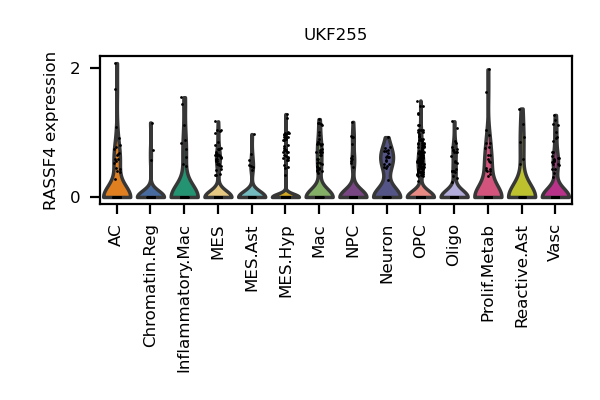 UKF255
RASSF4 expression
2
0
AC
Chromatin.Reg
Inflammatory.Mac
MES
MES.Ast
MES.Hyp
Mac
NPC
Neuron
OPC
Oligo
Prolif.Metab
Reactive.Ast
Vasc